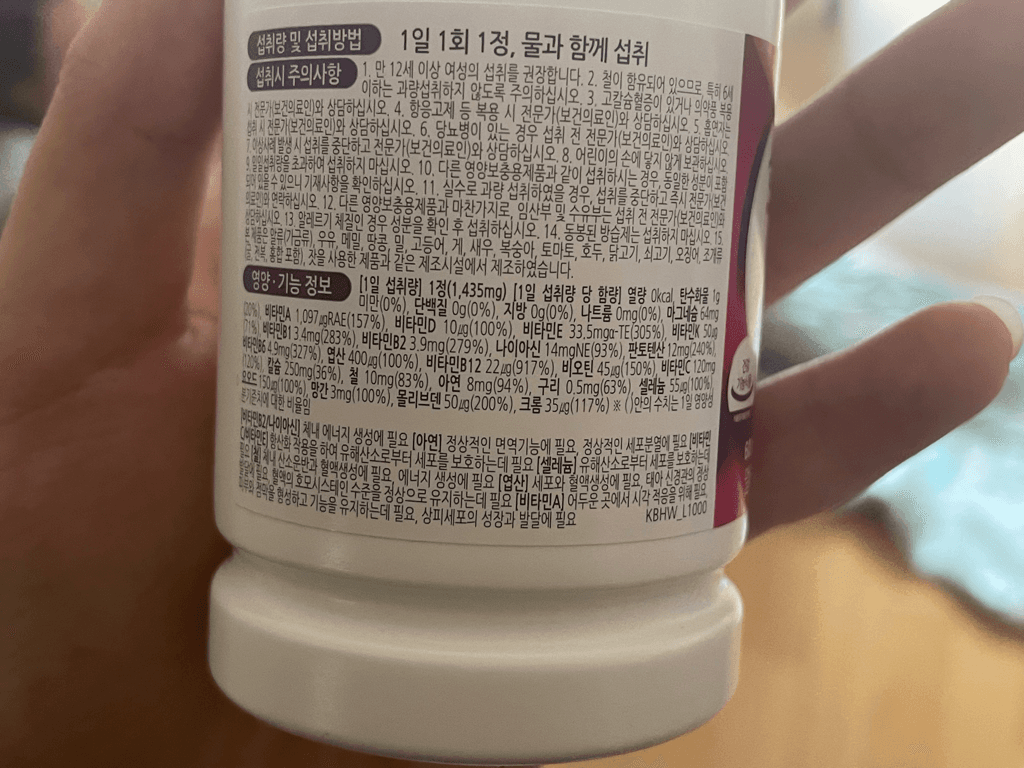 섭취량 및 섭취방법 1일 1회 1정, 물과 함께 섭취
섭취시 주의사항 1. 만 12세 이상 여성의 섭취를 권장합니다. 2. 철이 함유되어 있으므로, 특히 6세
이하는 과량섭취하지 않도록 주의하십시오. 3. 고칼슘혈증이 있거나 의약품 복용
시 전문가(보건의료인)와 상담하십시오. 4. 항응고제 등 복용 시 전문가(보건의료인)와 상담하십시오. 5. 흡연자는
섭취 시 전문가(보건의료인)와 상담하십시오. 6. 당뇨병이 있는 경우 섭취 전 전문가(보건의료인)와 상담하십시오.
7. 이상사례 발생 시 섭취를 중단하고 전문가(보건의료인)와 상담하십시오. 8. 어린이의 손에 닿지 않게 보관하십시오.
9. 일일섭취량을 초과하여 섭취하지 마십시오. 10. 다른 영양보충용제품과 같이 섭취하시는 경우, 동일한 성분이 포함
되어 있을 수 있으니 기재사항을 확인하십시오. 11. 실수로 과량 섭취하였을 경우, 섭취를 중단하고 즉시 전문가(보건
의료인)와 연락하십시오. 12. 다른 영양보충용제품과 마찬가지로, 임산부 및 수유부는 섭취 전 전문가(보건의료인)와
상담하십시오. 13. 알레르기 체질인 경우 성분을 확인 후 섭취하십시오. 14. 동봉된 방습제는 섭취하지 마십시오. 15.
본 제품은 알류(가금류), 우유, 메밀, 땅콩, 밀, 고등어, 게, 새우, 복숭아, 토마토, 호두, 닭고기, 쇠고기, 오징어, 조개류
(굴, 전복, 홍합 포함), 잣을 사용한 제품과 같은 제조시설에서 제조하였습니다.
영양·기능 정보 [1일 섭취량] 1정(1,435mg) [1일 섭취량 당 함량] 열량 0kcal, 탄수화물 1g
미만(0%), 단백질 0g(0%), 지방 0g(0%), 나트륨 0mg(0%), 마그네슘 64mg
(20%), 비타민A 1,097㎍RAE(157%), 비타민D 10㎍(100%), 비타민E 33.5mgα-TE(305%), 비타민K 50㎍
(71%), 비타민B1 3.4mg(283%), 비타민B2 3.9mg(279%), 나이아신 14mgNE(93%), 판토텐산 12mg(240%),
비타민B6 4.9mg(327%), 엽산 400㎍(100%), 비타민B12 22㎍(917%), 비오틴 45㎍(150%), 비타민C 120mg
(120%), 칼슘 250mg(36%), 철 10mg(83%), 아연 8mg(94%), 구리 0.5mg(63%), 셀레늄 55㎍(100%),
요오드 150㎍(100%), 망간 3mg(100%), 몰리브덴 50㎍(200%), 크롬 35㎍(117%) ※ ( )안의 수치는 1일 영양성
분기준치에 대한 비율임
[비타민B2/나이아신] 체내 에너지 생성에 필요 [아연] 정상적인 면역기능에 필요, 정상적인 세포분열에 필요 [비타민
C/비타민E] 항산화 작용을 하여 유해산소로부터 세포를 보호하는데 필요 [셀레늄] 유해산소로부터 세포를 보호하는데
필요 [철] 체내 산소운반과 혈액생성에 필요, 에너지 생성에 필요 [엽산] 세포와 혈액생성에 필요, 태아 신경관의 정상
발달에 필요, 혈액의 호모시스테인 수준을 정상으로 유지하는데 필요 [비타민A] 어두운 곳에서 시각 적응을 위해 필요,
피부와 점막을 형성하고 기능을 유지하는데 필요, 상피세포의 성장과 발달에 필요 KBHW_L1000